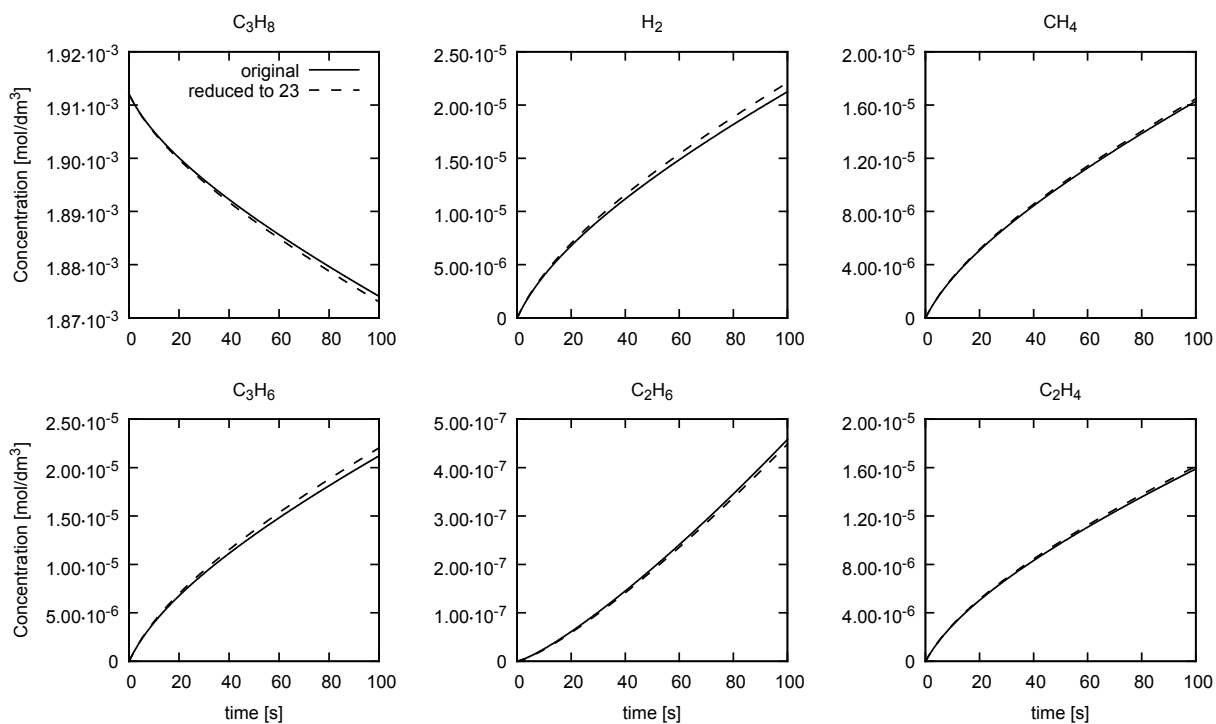 C₃H₈
H₂
CH₄
Concentration [mol/dm³]
1.92·10⁻³
1.91·10⁻³
1.90·10⁻³
1.89·10⁻³
1.88·10⁻³
1.87·10⁻³
original
reduced to 23
0 20 40 60 80 100
2.50·10⁻⁵
2.00·10⁻⁵
1.50·10⁻⁵
1.00·10⁻⁵
5.00·10⁻⁶
0
0 20 40 60 80 100
2.00·10⁻⁵
1.60·10⁻⁵
1.20·10⁻⁵
8.00·10⁻⁶
4.00·10⁻⁶
0
0 20 40 60 80 100
C₃H₆
C₂H₆
C₂H₄
Concentration [mol/dm³]
2.50·10⁻⁵
2.00·10⁻⁵
1.50·10⁻⁵
1.00·10⁻⁵
5.00·10⁻⁶
0
0 20 40 60 80 100
time [s]
5.00·10⁻⁷
4.00·10⁻⁷
3.00·10⁻⁷
2.00·10⁻⁷
1.00·10⁻⁷
0
0 20 40 60 80 100
time [s]
2.00·10⁻⁵
1.60·10⁻⁵
1.20·10⁻⁵
8.00·10⁻⁶
4.00·10⁻⁶
0
0 20 40 60 80 100
time [s]